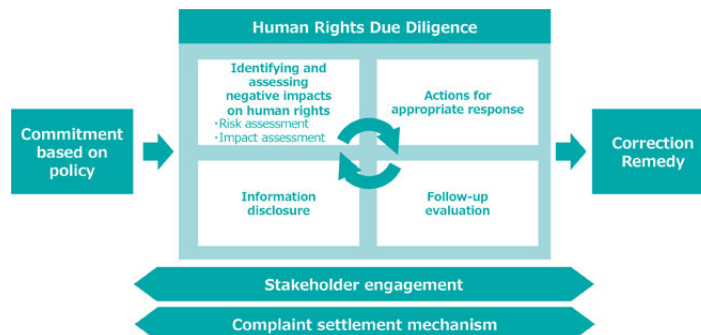 Human Rights Due Diligence
Commitment
based on
policy
Identifying and
assessing
negative impacts
on human rights
・Risk assessment
・Impact assessment
Actions for
appropriate response
Information
disclosure
Follow-up
evaluation
Correction
Remedy
Stakeholder engagement
Complaint settlement mechanism